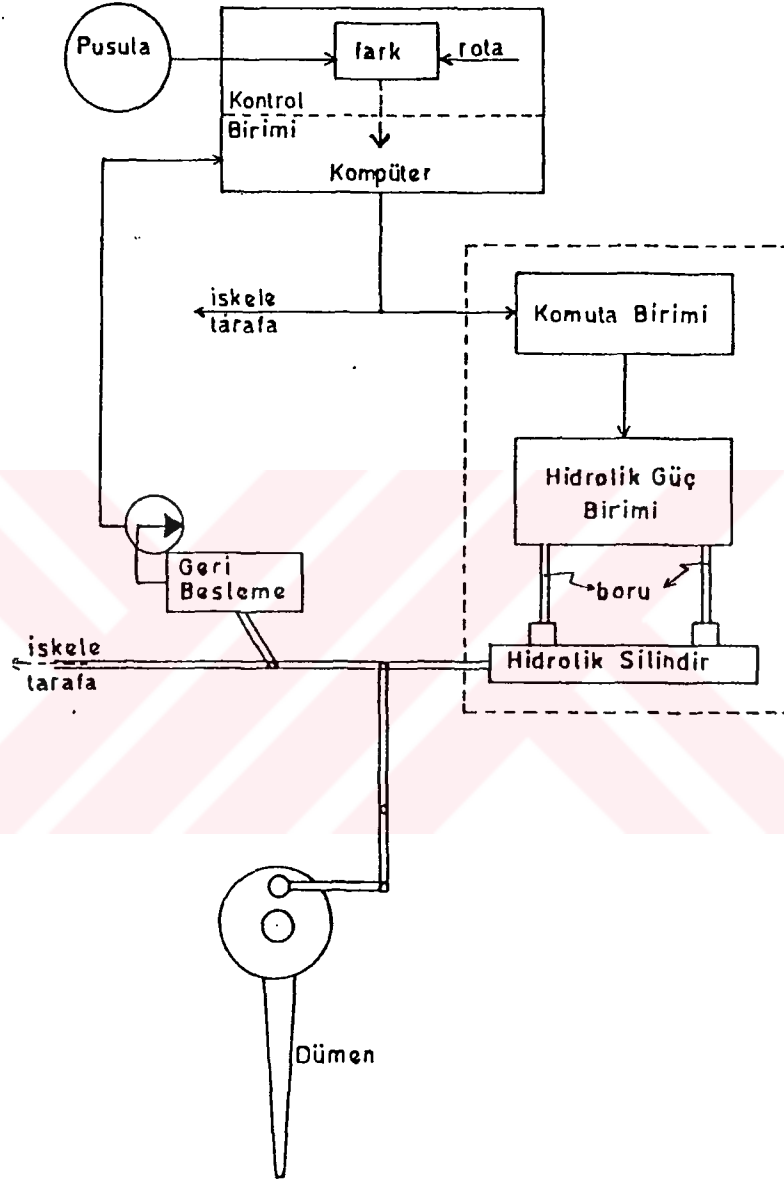 Pusula
fark
rota
Kontrol
Birimi
Kompüter
iskele
tarafa
Komuta Birimi
Hidrolik Güç
Birimi
Geri
Besleme
boru
iskele
tarafa
Hidrolik Silindir
Dümen